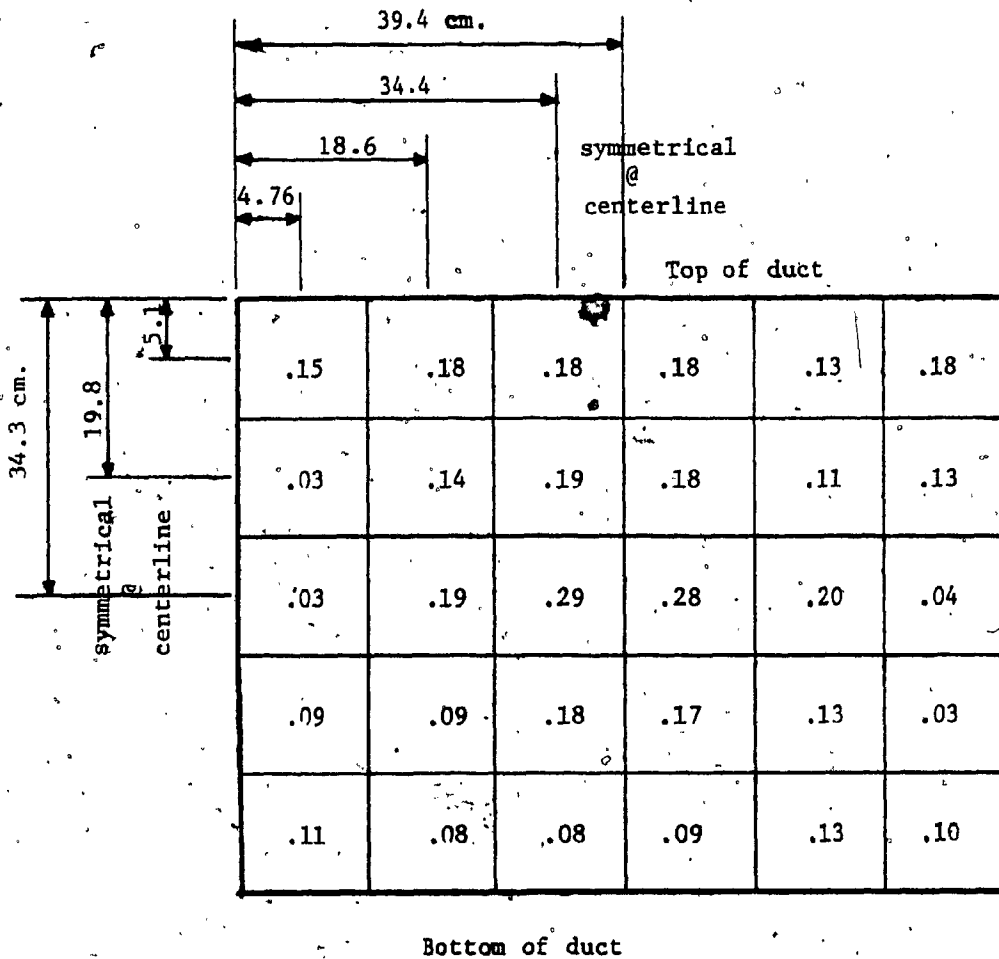 39.4 cm.
34.4
18.6
4.76
symmetrical
@
centerline
Top of duct
34.3 cm.
19.8
5.1
symmetrical
@
centerline
.15 .18 .18 .18 .13 .18
.03 .14 .19 .18 .11 .13
.03 .19 .29 .28 .20 .04
.09 .09 .18 .17 .13 .03
.11 .08 .08 .09 .13 .10
Bottom of duct